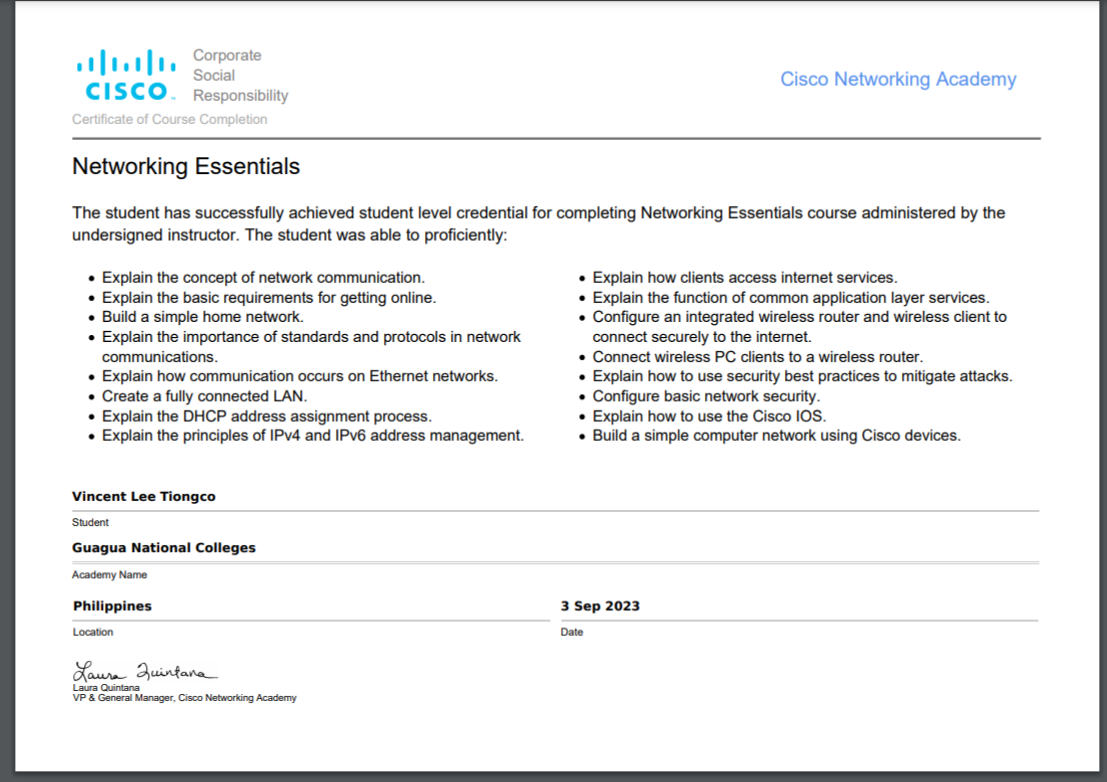 Corporate
Social
Responsibility
CISCO
Certificate of Course Completion
Cisco Networking Academy
Networking Essentials
The student has successfully achieved student level credential for completing Networking Essentials course administered by the
undersigned instructor. The student was able to proficiently:
• Explain the concept of network communication.
• Explain the basic requirements for getting online.
• Build a simple home network.
• Explain the importance of standards and protocols in network
communications.
• Explain how communication occurs on Ethernet networks.
• Create a fully connected LAN.
• Explain the DHCP address assignment process.
• Explain the principles of IPv4 and IPv6 address management.
• Explain how clients access internet services.
• Explain the function of common application layer services.
• Configure an integrated wireless router and wireless client to
connect securely to the internet.
• Connect wireless PC clients to a wireless router.
• Explain how to use security best practices to mitigate attacks.
• Configure basic network security.
• Explain how to use the Cisco IOS.
• Build a simple computer network using Cisco devices.
Vincent Lee Tiongco
Student
Guagua National Colleges
Academy Name
Philippines
Location
3 Sep 2023
Date
Laura Quintana
Laura Quintana
VP & General Manager, Cisco Networking Academy